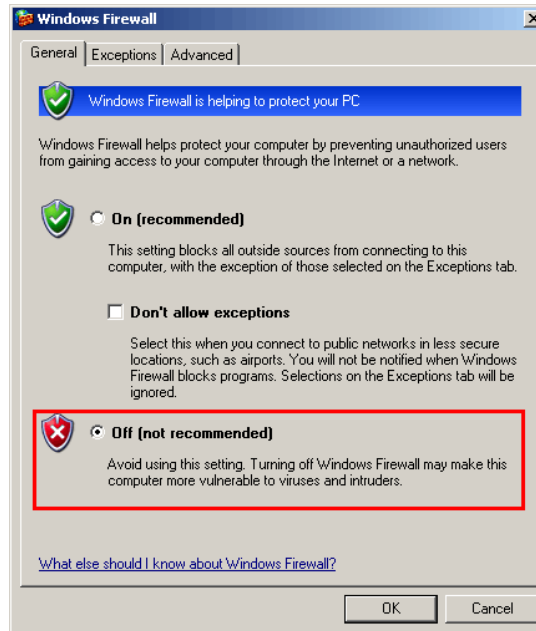 Windows Firewall
General Exceptions Advanced
Windows Firewall is helping to protect your PC
Windows Firewall helps protect your computer by preventing unauthorized users
from gaining access to your computer through the Internet or a network.
On (recommended)
This setting blocks all outside sources from connecting to this
computer, with the exception of those selected on the Exceptions tab.
Don't allow exceptions
Select this when you connect to public networks in less secure
locations, such as airports. You will not be notified when Windows
Firewall blocks programs. Selections on the Exceptions tab will be
ignored.
Off (not recommended)
Avoid using this setting. Turning off Windows Firewall may make this
computer more vulnerable to viruses and intruders.
What else should I know about Windows Firewall?
OK Cancel